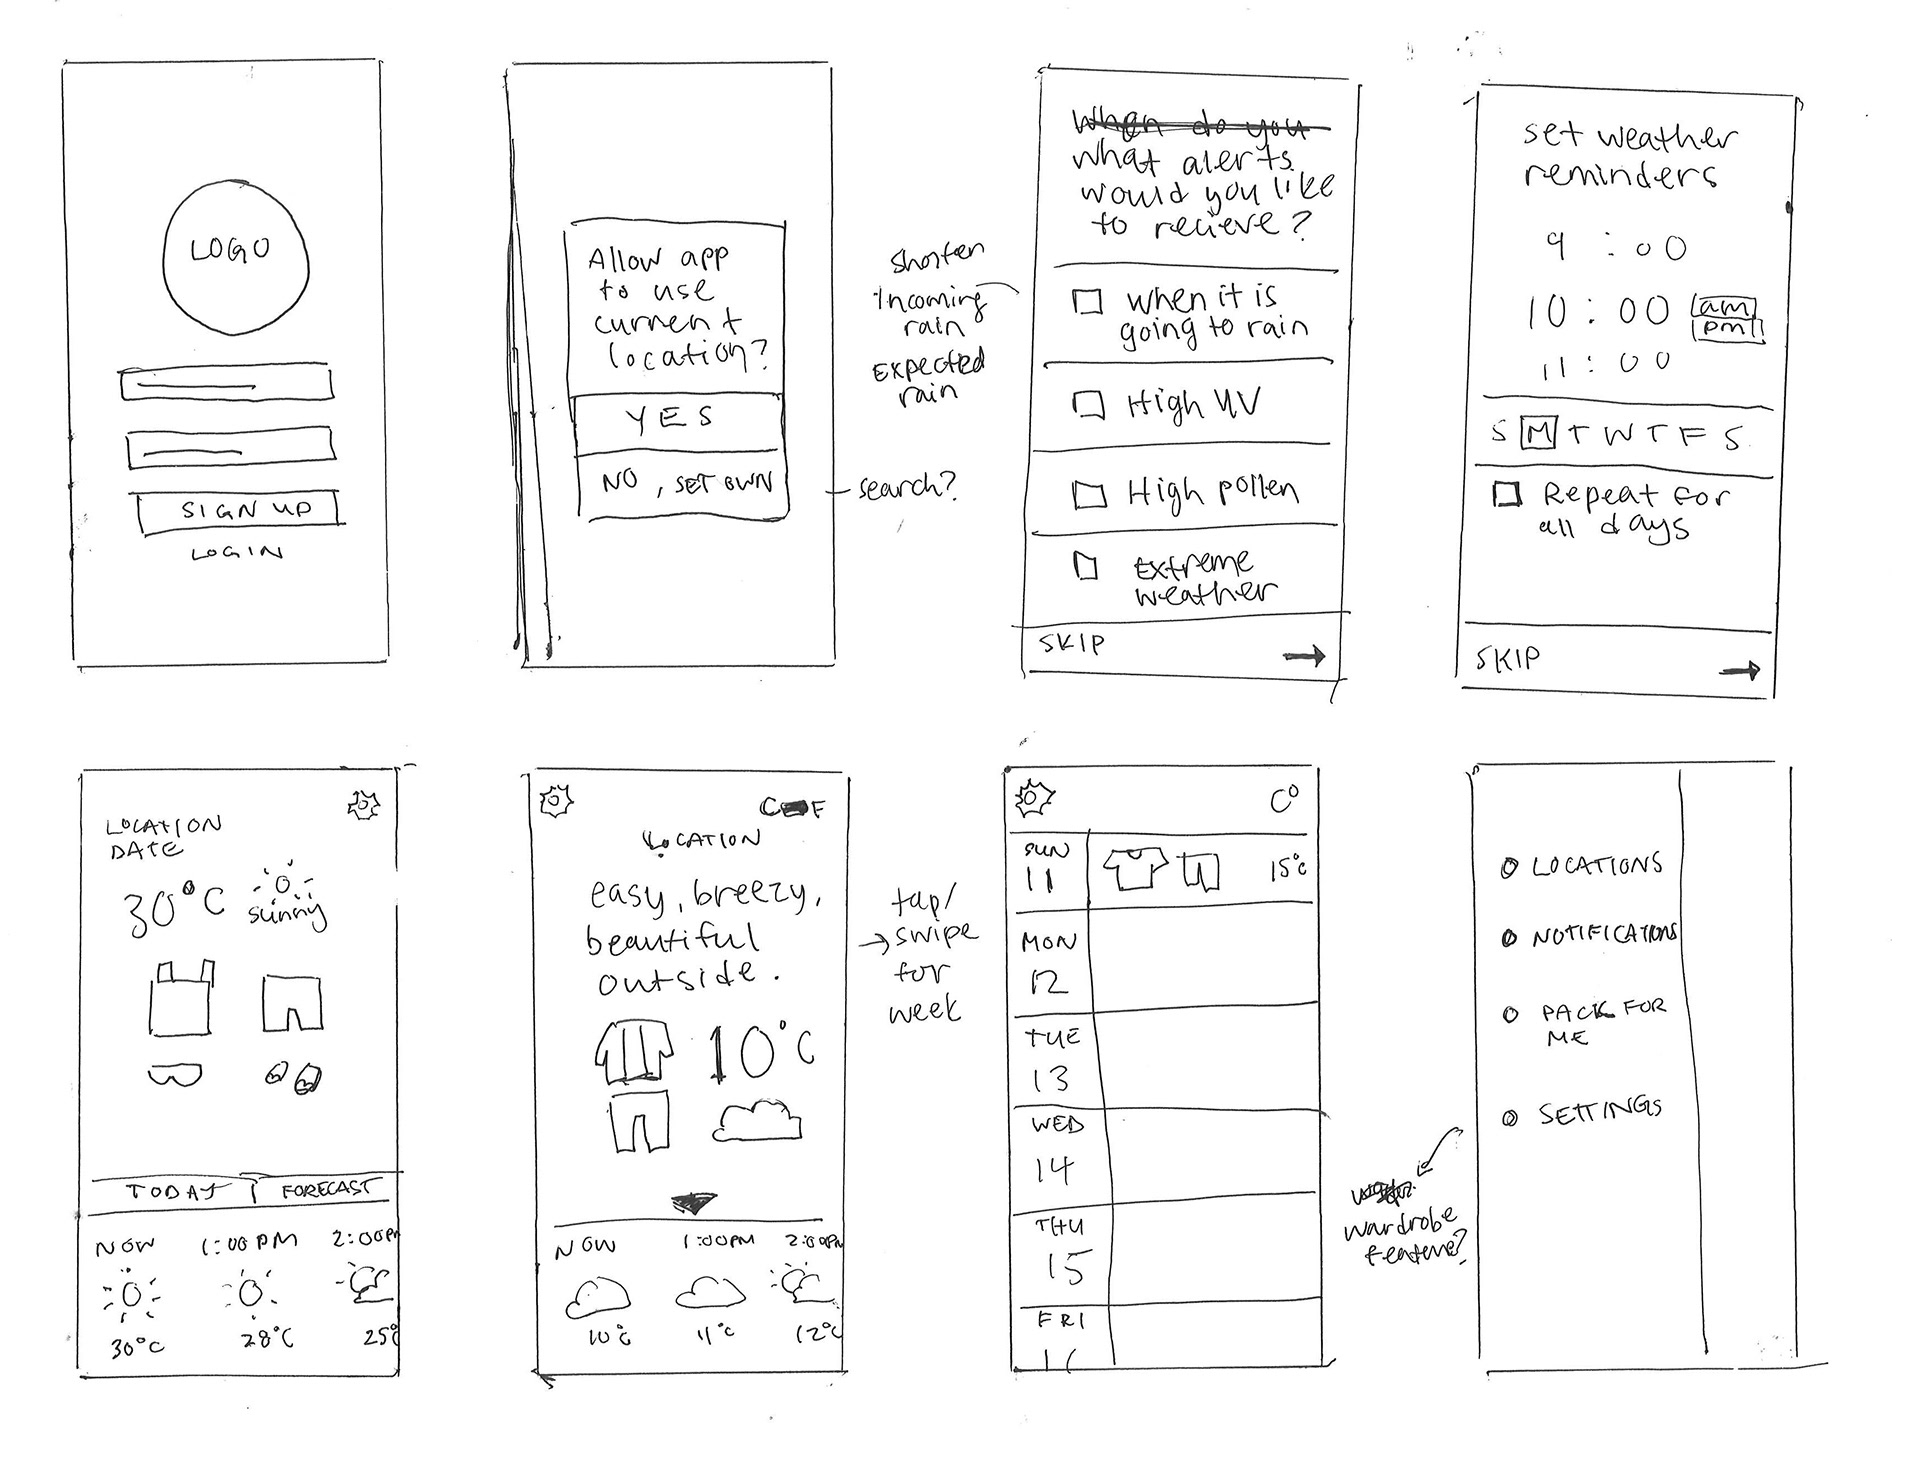 LOGO
SIGN UP
LOGIN
Allow app
to use
current
location?
YES
NO, SET OWN
search?
When do you
what alerts
would you like
to recieve?
Shorten
Incoming
rain
Expected
rain
when it is
going to rain
High UV
High pollen
Extreme
weather
SKIP
set weather
reminders
9 : 00
10 : 00 am
pm
11 : 00
S M T W T F S
Repeat for
all days
SKIP
LOCATION
DATE
30°C
sunny
TODAY FORECAST
NOW 1:00 PM 2:00PM
30°C 28°C 25°C
C F
LOCATION
easy, breezy,
beautiful
outside.
10°C
NOW 1:00PM 2:00PM
10°C 11°C 12°C
tap/
swipe
for
week
C°
SUN
11
15°C
MON
12
TUE
13
WED
14
THU
15
FRI
LOCATIONS
NOTIFICATIONS
PACK FOR
ME
SETTINGS
wardrobe
feature?